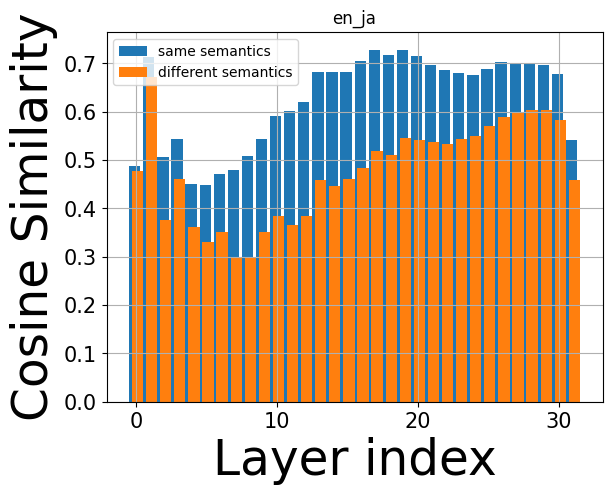 en_ja
same semantics
different semantics
Cosine Similarity
0.7
0.6
0.5
0.4
0.3
0.2
0.1
0.0
0
10
20
30
Layer index